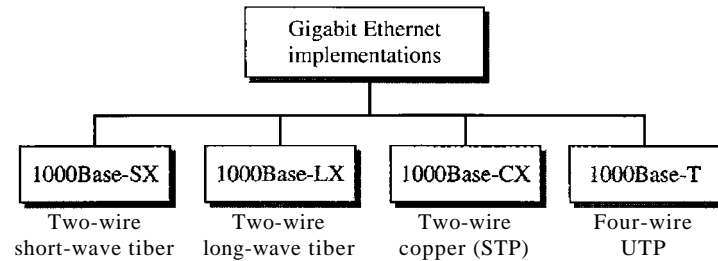 Gigabit Ethernet
implementations
1000Base-SX
1000Base-LX
1000Base-CX
1000Base-T
Two-wire
short-wave tiber
Two-wire
long-wave tiber
Two-wire
copper (STP)
Four-wire
UTP